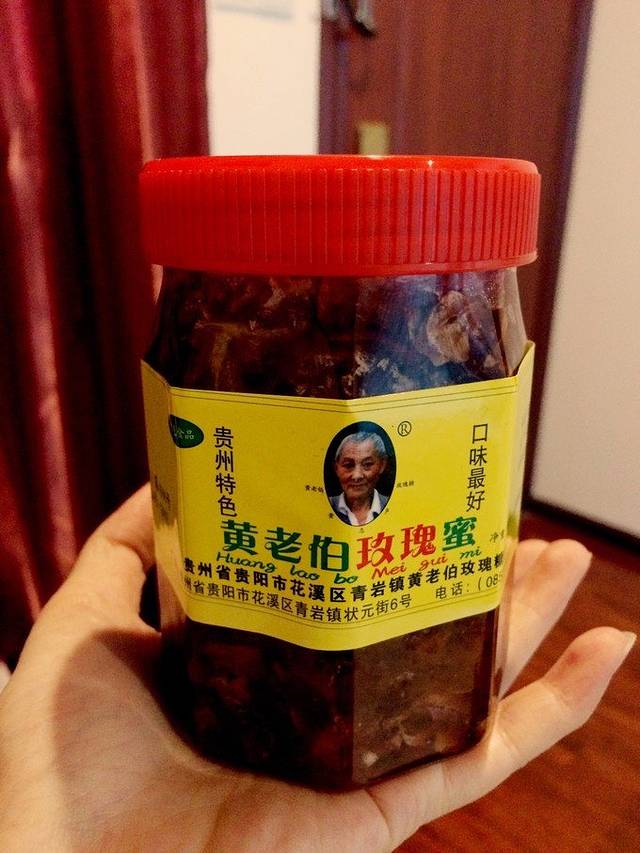 贵州特色
®
口味最好
黄老伯玫瑰蜜
Huang lao bo Mei gui mi
净
贵州省贵阳市花溪区青岩镇黄老伯玫瑰糖
州省贵阳市花溪区青岩镇状元街6号 电话:(08